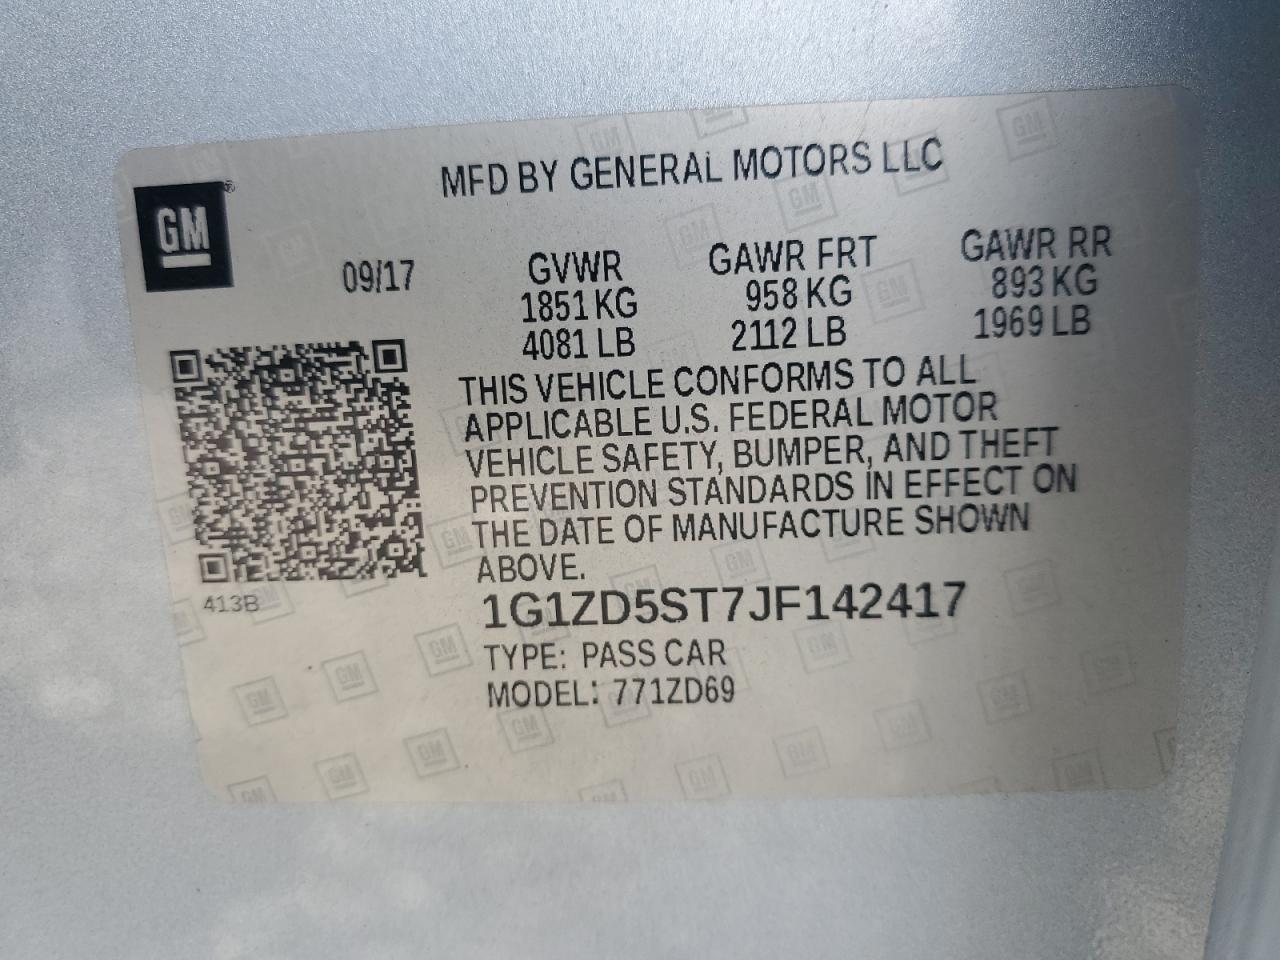 MFD BY GENERAL MOTORS LLC
GM ®
09/17
GVWR GAWR FRT GAWR RR
1851 KG 958 KG 893 KG
4081 LB 2112 LB 1969 LB
THIS VEHICLE CONFORMS TO ALL
APPLICABLE U.S. FEDERAL MOTOR
VEHICLE SAFETY, BUMPER, AND THEFT
PREVENTION STANDARDS IN EFFECT ON
THE DATE OF MANUFACTURE SHOWN
ABOVE.
413B
1G1ZD5ST7JF142417
TYPE: PASS CAR
MODEL: 771ZD69